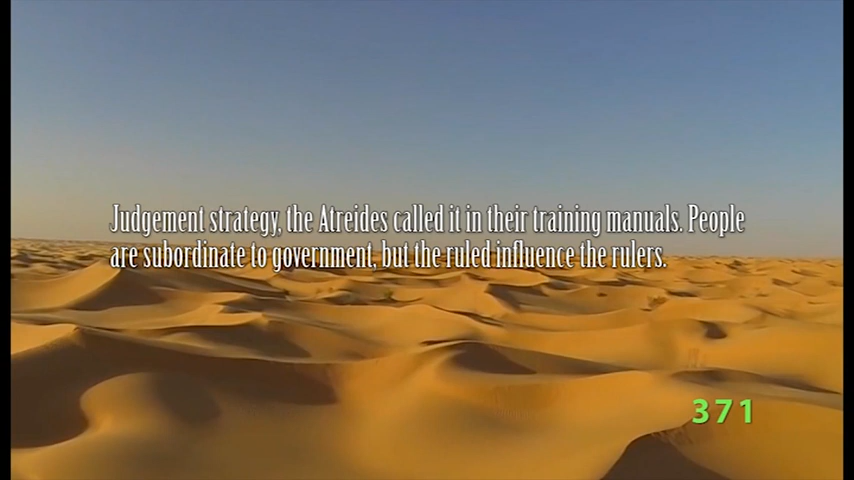 Judgement strategy, the Atreides called it in their training manuals. People
are subordinate to government, but the ruled influence the rulers.
371